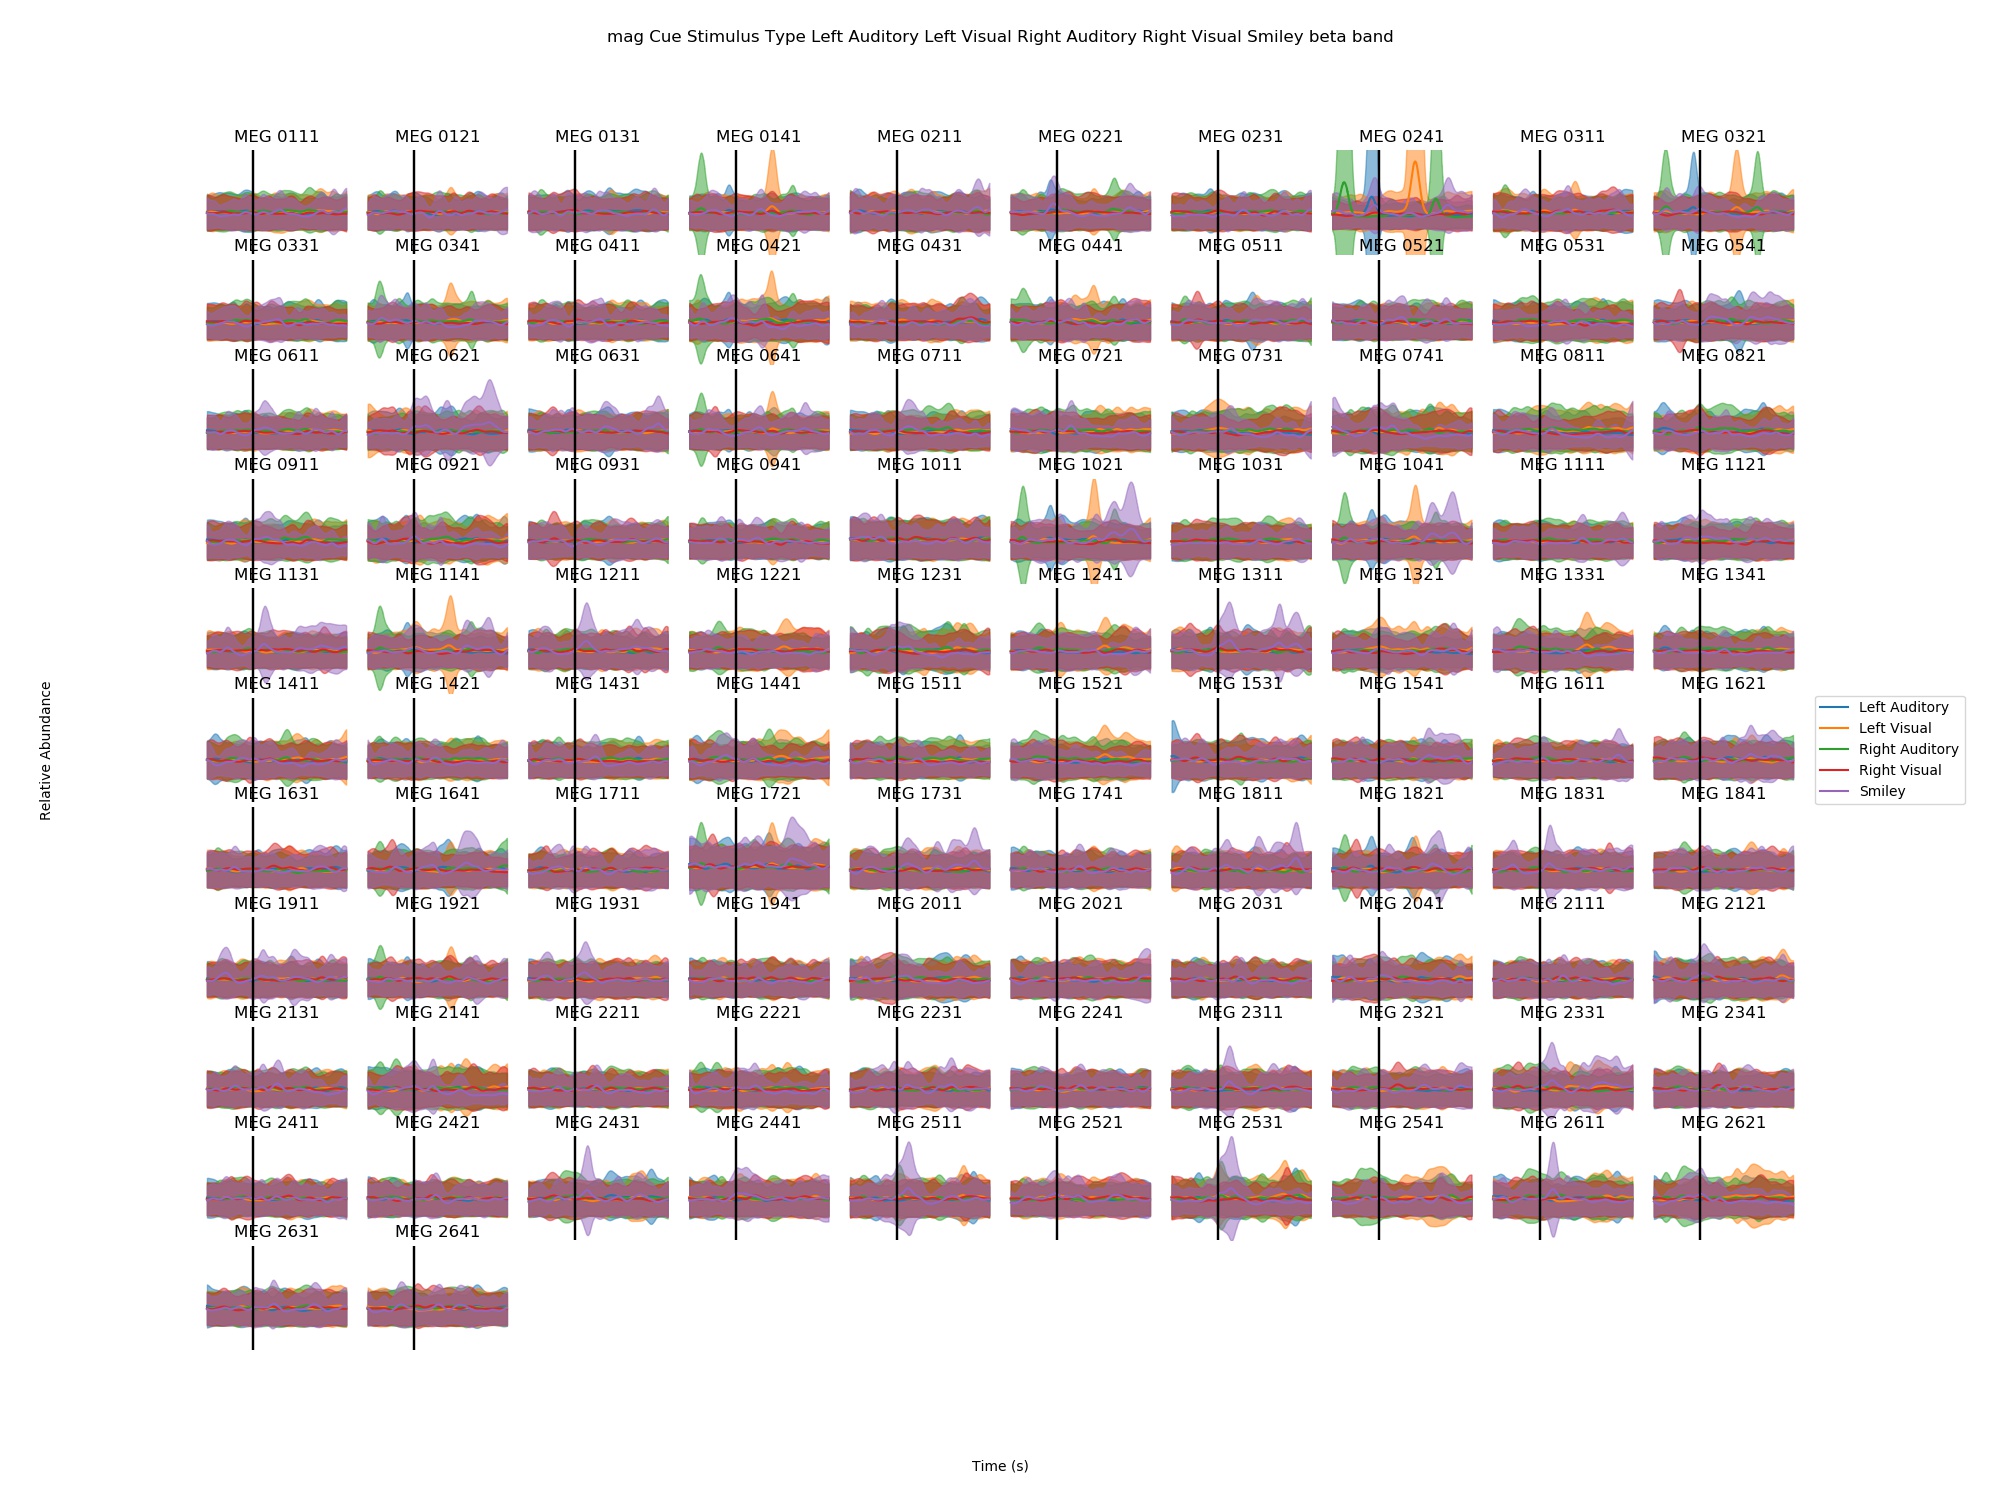 mag Cue Stimulus Type Left Auditory Left Visual Right Auditory Right Visual Smiley beta band
MEG 0111 MEG 0121 MEG 0131 MEG 0141 MEG 0211 MEG 0221 MEG 0231 MEG 0241 MEG 0311 MEG 0321
MEG 0331 MEG 0341 MEG 0411 MEG 0421 MEG 0431 MEG 0441 MEG 0511 MEG 0521 MEG 0531 MEG 0541
MEG 0611 MEG 0621 MEG 0631 MEG 0641 MEG 0711 MEG 0721 MEG 0731 MEG 0741 MEG 0811 MEG 0821
MEG 0911 MEG 0921 MEG 0931 MEG 0941 MEG 1011 MEG 1021 MEG 1031 MEG 1041 MEG 1111 MEG 1121
MEG 1131 MEG 1141 MEG 1211 MEG 1221 MEG 1231 MEG 1241 MEG 1311 MEG 1321 MEG 1331 MEG 1341
MEG 1411 MEG 1421 MEG 1431 MEG 1441 MEG 1511 MEG 1521 MEG 1531 MEG 1541 MEG 1611 MEG 1621
MEG 1631 MEG 1641 MEG 1711 MEG 1721 MEG 1731 MEG 1741 MEG 1811 MEG 1821 MEG 1831 MEG 1841
MEG 1911 MEG 1921 MEG 1931 MEG 1941 MEG 2011 MEG 2021 MEG 2031 MEG 2041 MEG 2111 MEG 2121
MEG 2131 MEG 2141 MEG 2211 MEG 2221 MEG 2231 MEG 2241 MEG 2311 MEG 2321 MEG 2331 MEG 2341
MEG 2411 MEG 2421 MEG 2431 MEG 2441 MEG 2511 MEG 2521 MEG 2531 MEG 2541 MEG 2611 MEG 2621
MEG 2631 MEG 2641
Relative Abundance
Time (s)
Left Auditory
Left Visual
Right Auditory
Right Visual
Smiley